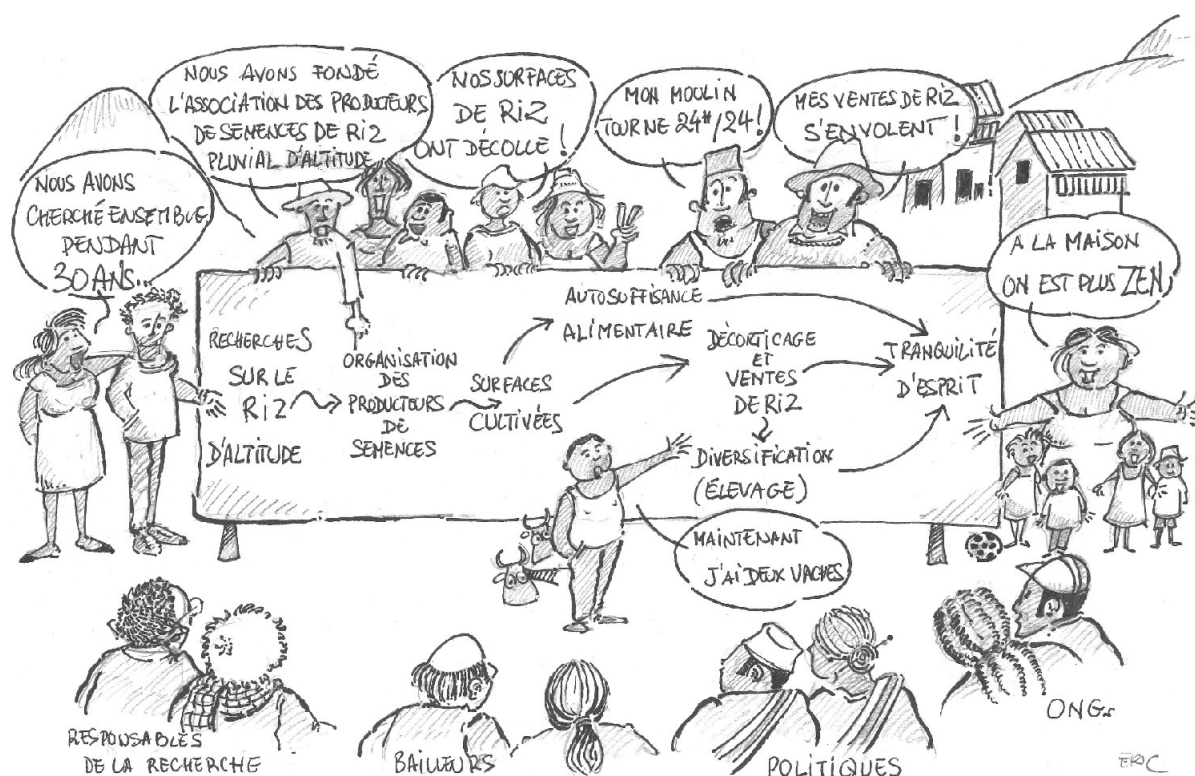 NOUS AVONS FONDÉ
L'ASSOCIATION DES PRODUCTEURS
DE SEMENCES DE RIZ
PLUVIAL D'ALTITUDE
NOS SURFACES
DE RIZ
ONT DÉCOLLÉ !
MON MOULIN
TOURNE 24H/24 !
MES VENTES DE RIZ
S'ENVOLENT !
NOUS AVONS
CHERCHÉ ENSEMBLE
PENDANT
30 ANS...
A LA MAISON
ON EST PLUS ZEN
RECHERCHES
SUR LE
RIZ
D'ALTITUDE
ORGANISATION
DES
PRODUCTEURS
DE
SEMENCES
SURFACES
CULTIVÉES
AUTOSUFFISANCE
ALIMENTAIRE
DÉCORTICAGE
ET
VENTES
DE RIZ
DIVERSIFICATION
(ÉLEVAGE)
TRANQUILITÉ
D'ESPRIT
MAINTENANT
J'AI DEUX VACHES
RESPONSABLES
DE LA RECHERCHE
BAILLEURS
POLITIQUES
ONGs